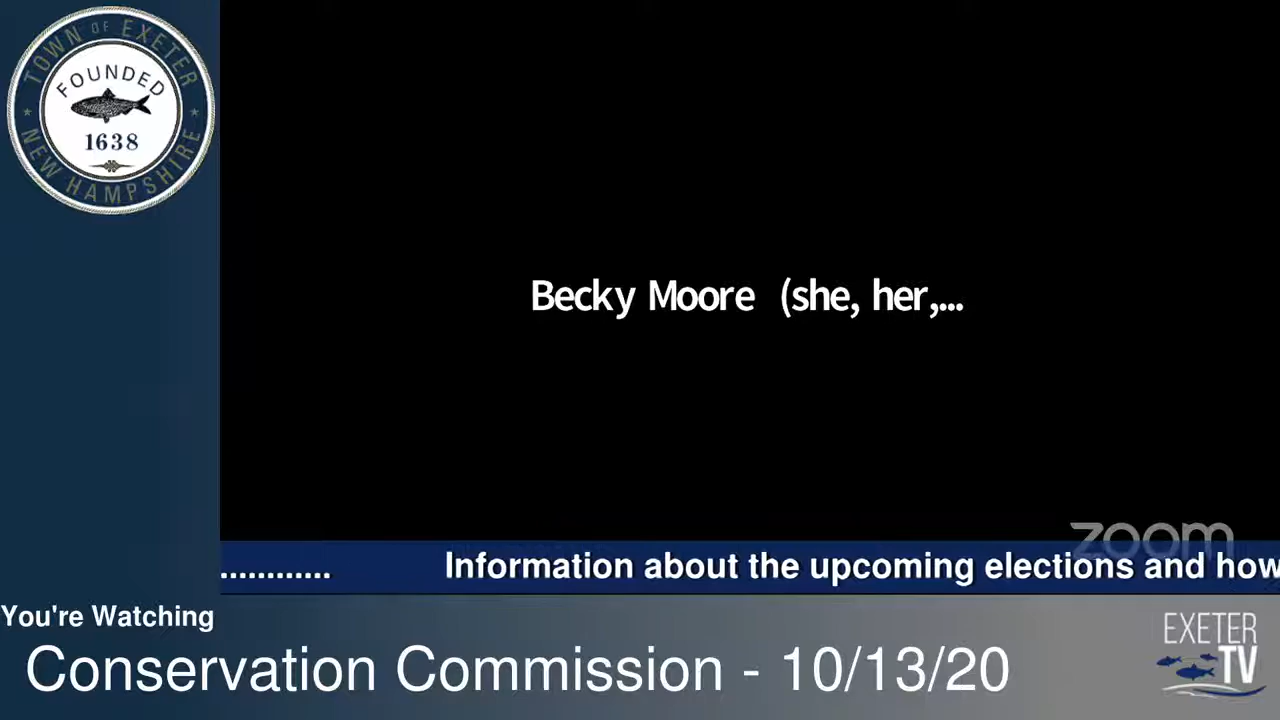 TOWN OF EXETER
FOUNDED
1638
NEW HAMPSHIRE
Becky Moore (she, her,...
zoom
............ Information about the upcoming elections and how
You're Watching
Conservation Commission - 10/13/20
EXETER
TV